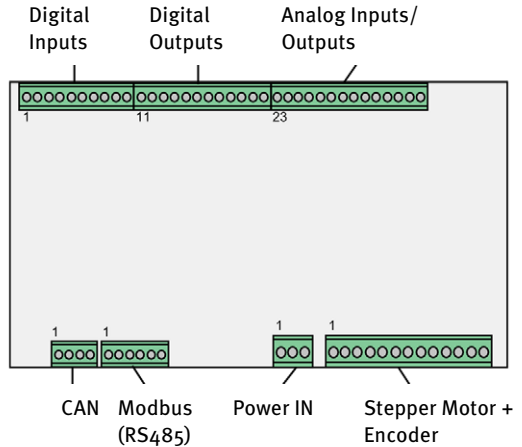 Digital Inputs
Digital Outputs
Analog Inputs/ Outputs
1
11
23
1
1
1
1
CAN
Modbus (RS485)
Power IN
Stepper Motor + Encoder